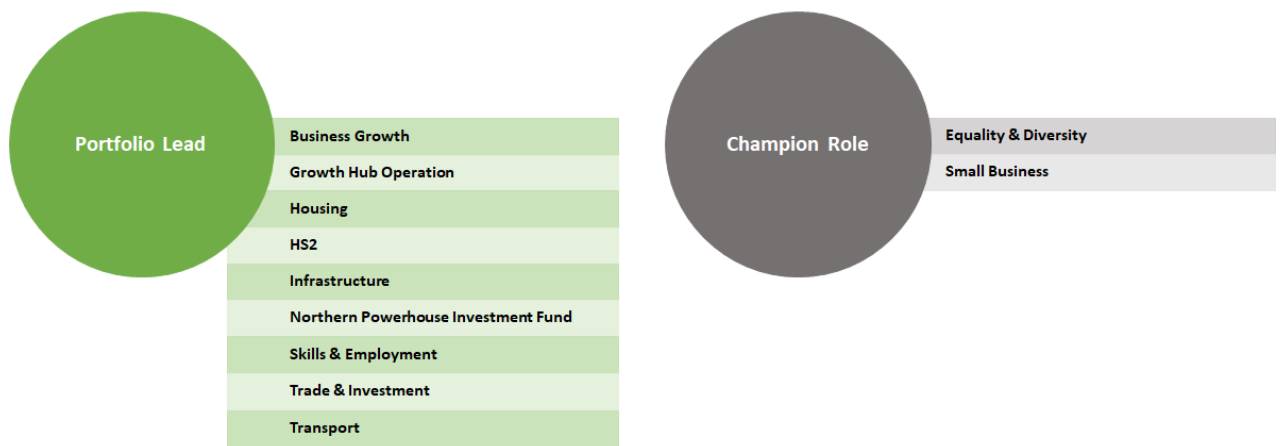 Portfolio Lead
Business Growth
Growth Hub Operation
Housing
HS2
Infrastructure
Northern Powerhouse Investment Fund
Skills & Employment
Trade & Investment
Transport
Champion Role
Equality & Diversity
Small Business